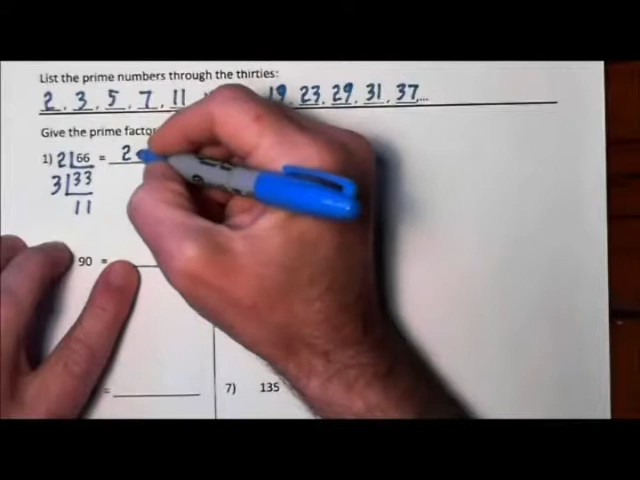 List the prime numbers through the thirties:
2, 3, 5, 7, 11 19, 23, 29, 31, 37,...
Give the prime factor
1) 2 66 = 2
3 33
11
90 =
=
7) 135